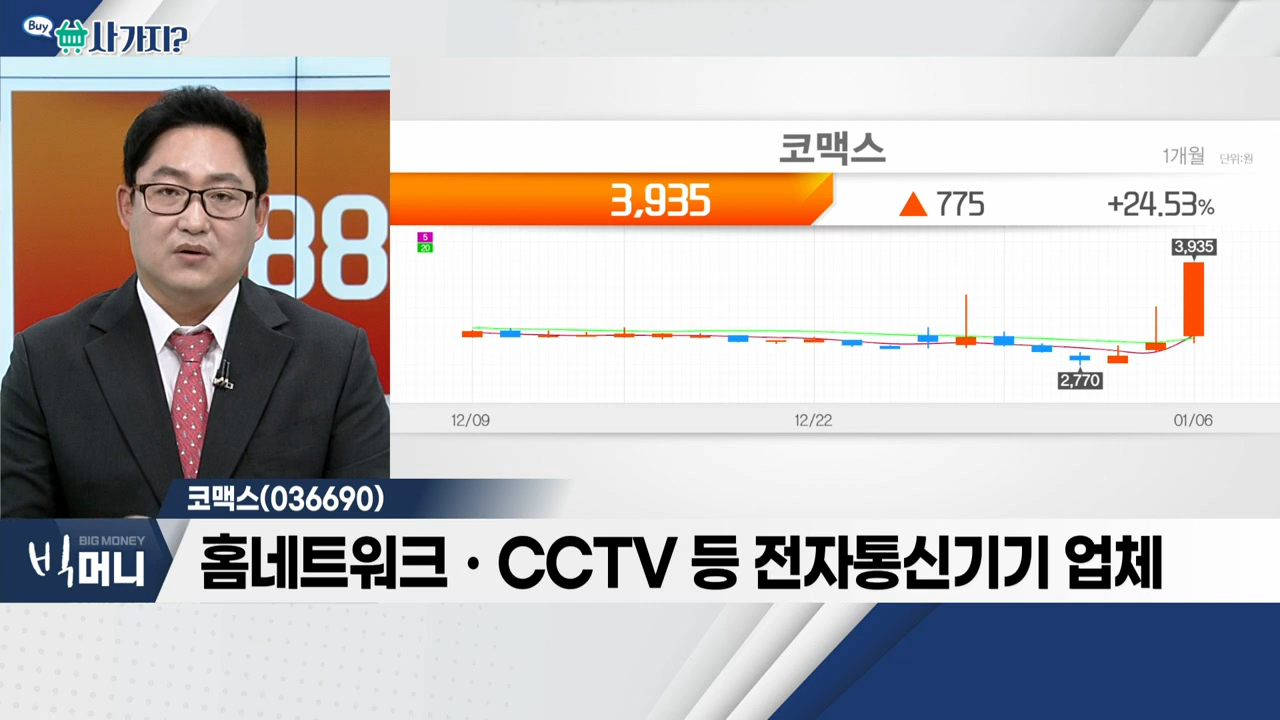 Buy 사가지?
88
코맥스
1개월 단위:원
3,935 ▲ 775 +24.53%
5
20
3,935
2,770
12/09 12/22 01/06
코맥스(036690)
BIG MONEY
빅머니
홈네트워크 · CCTV 등 전자통신기기 업체